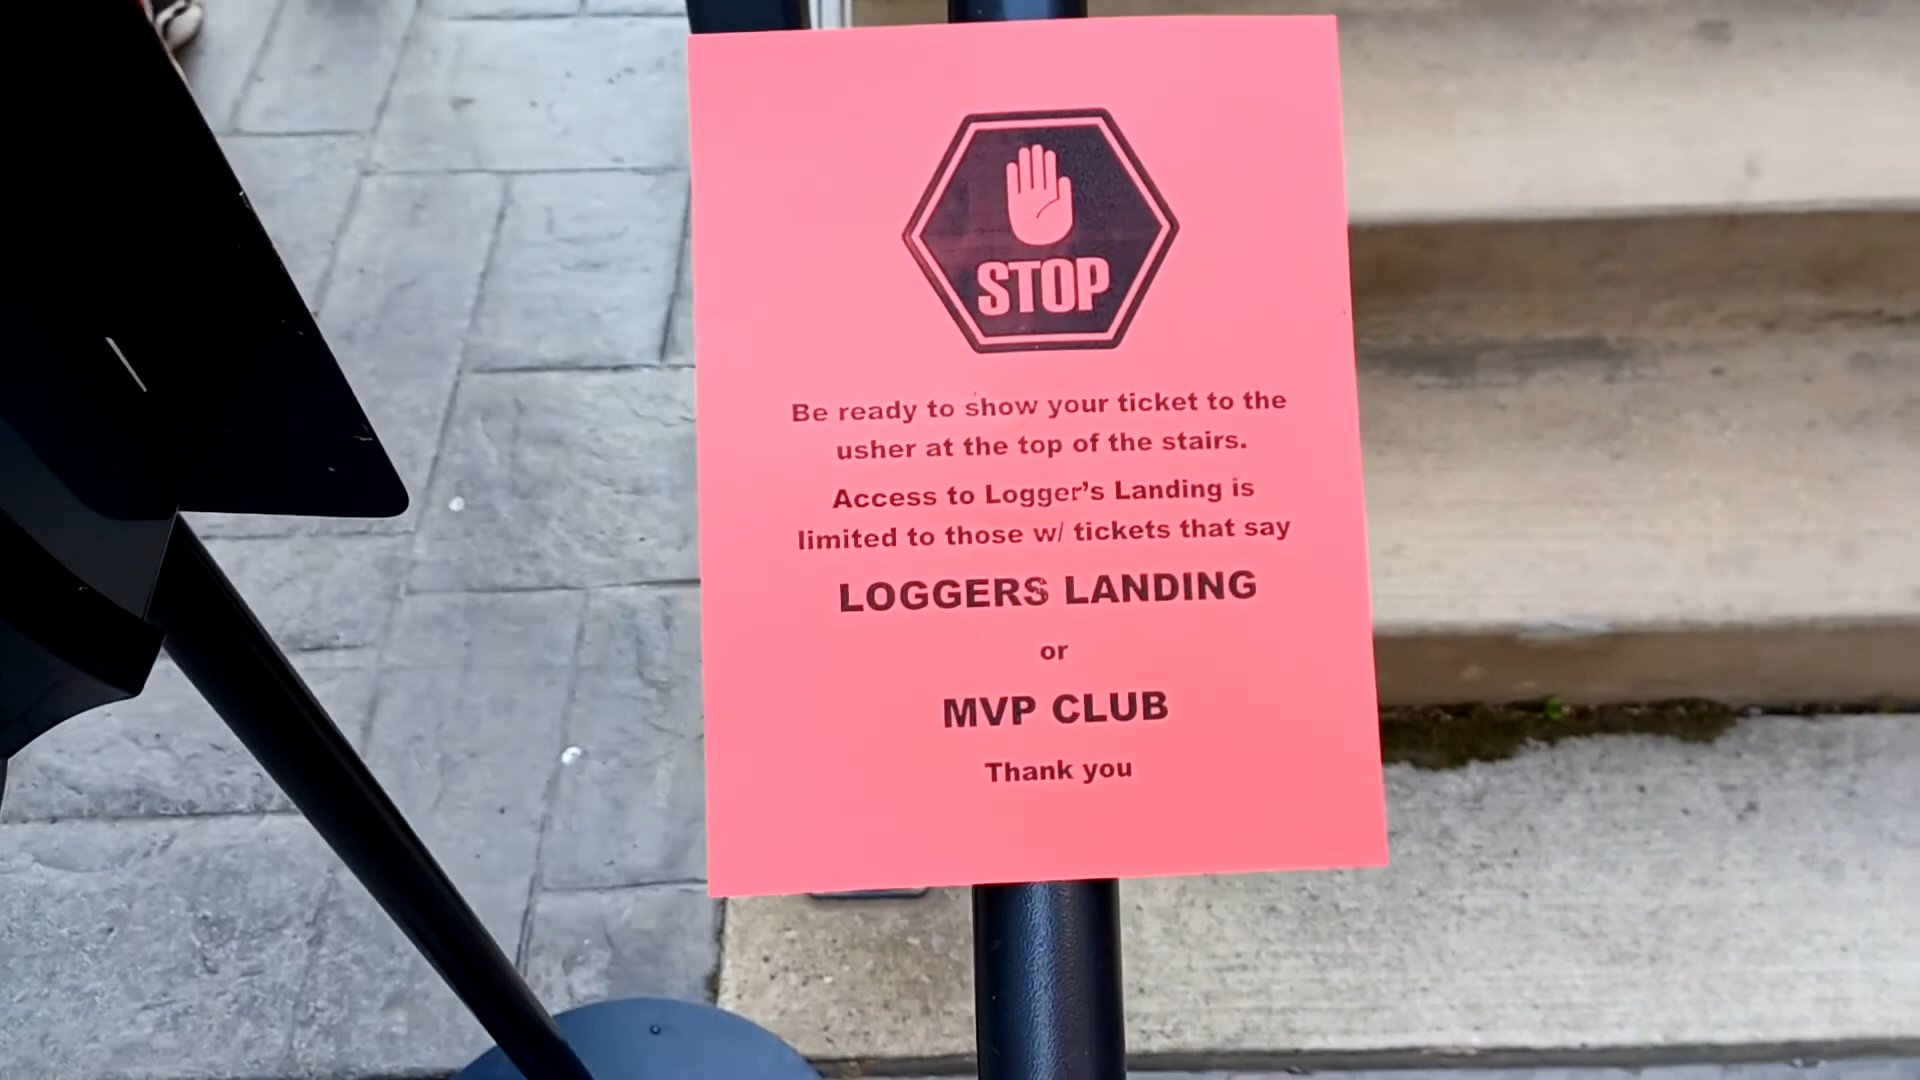 STOP
Be ready to show your ticket to the
usher at the top of the stairs.
Access to Logger's Landing is
limited to those w/ tickets that say
LOGGERS LANDING
or
MVP CLUB
Thank you